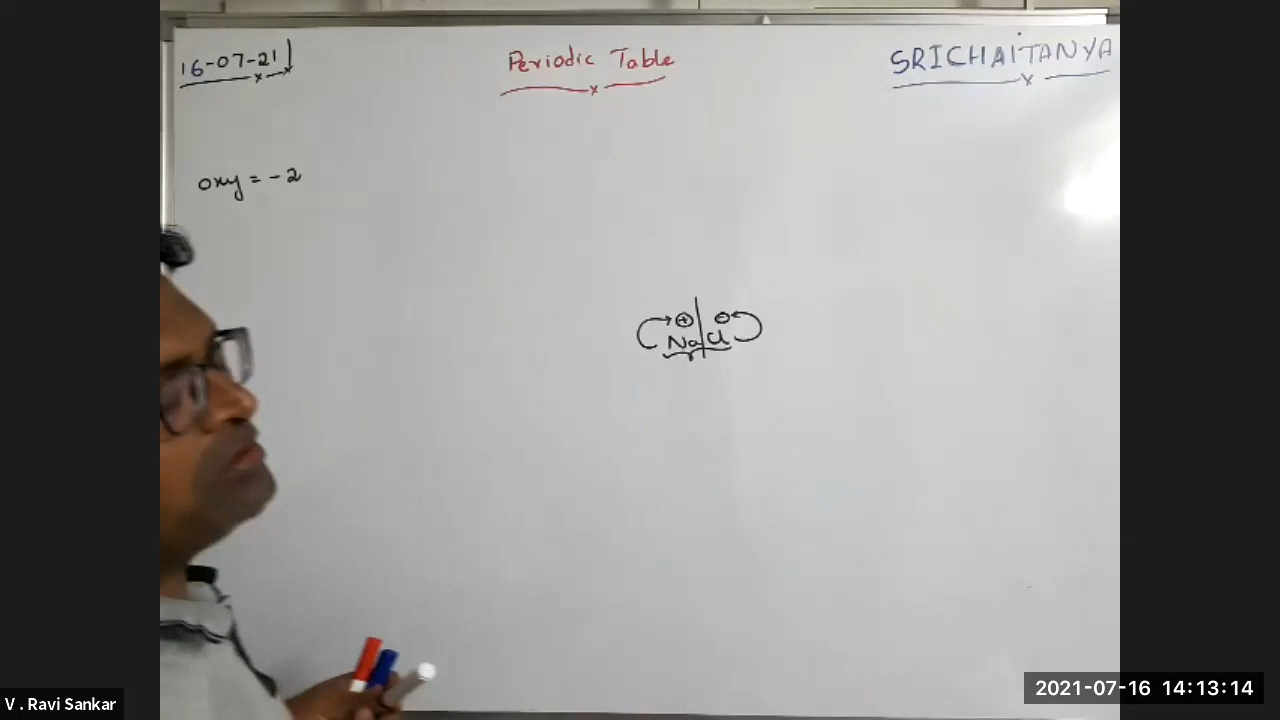 16-07-21
Periodic Table
SRICHAITANYA
oxy = -2
⊕ ⊖
Na Cl
V . Ravi Sankar
2021-07-16 14:13:14